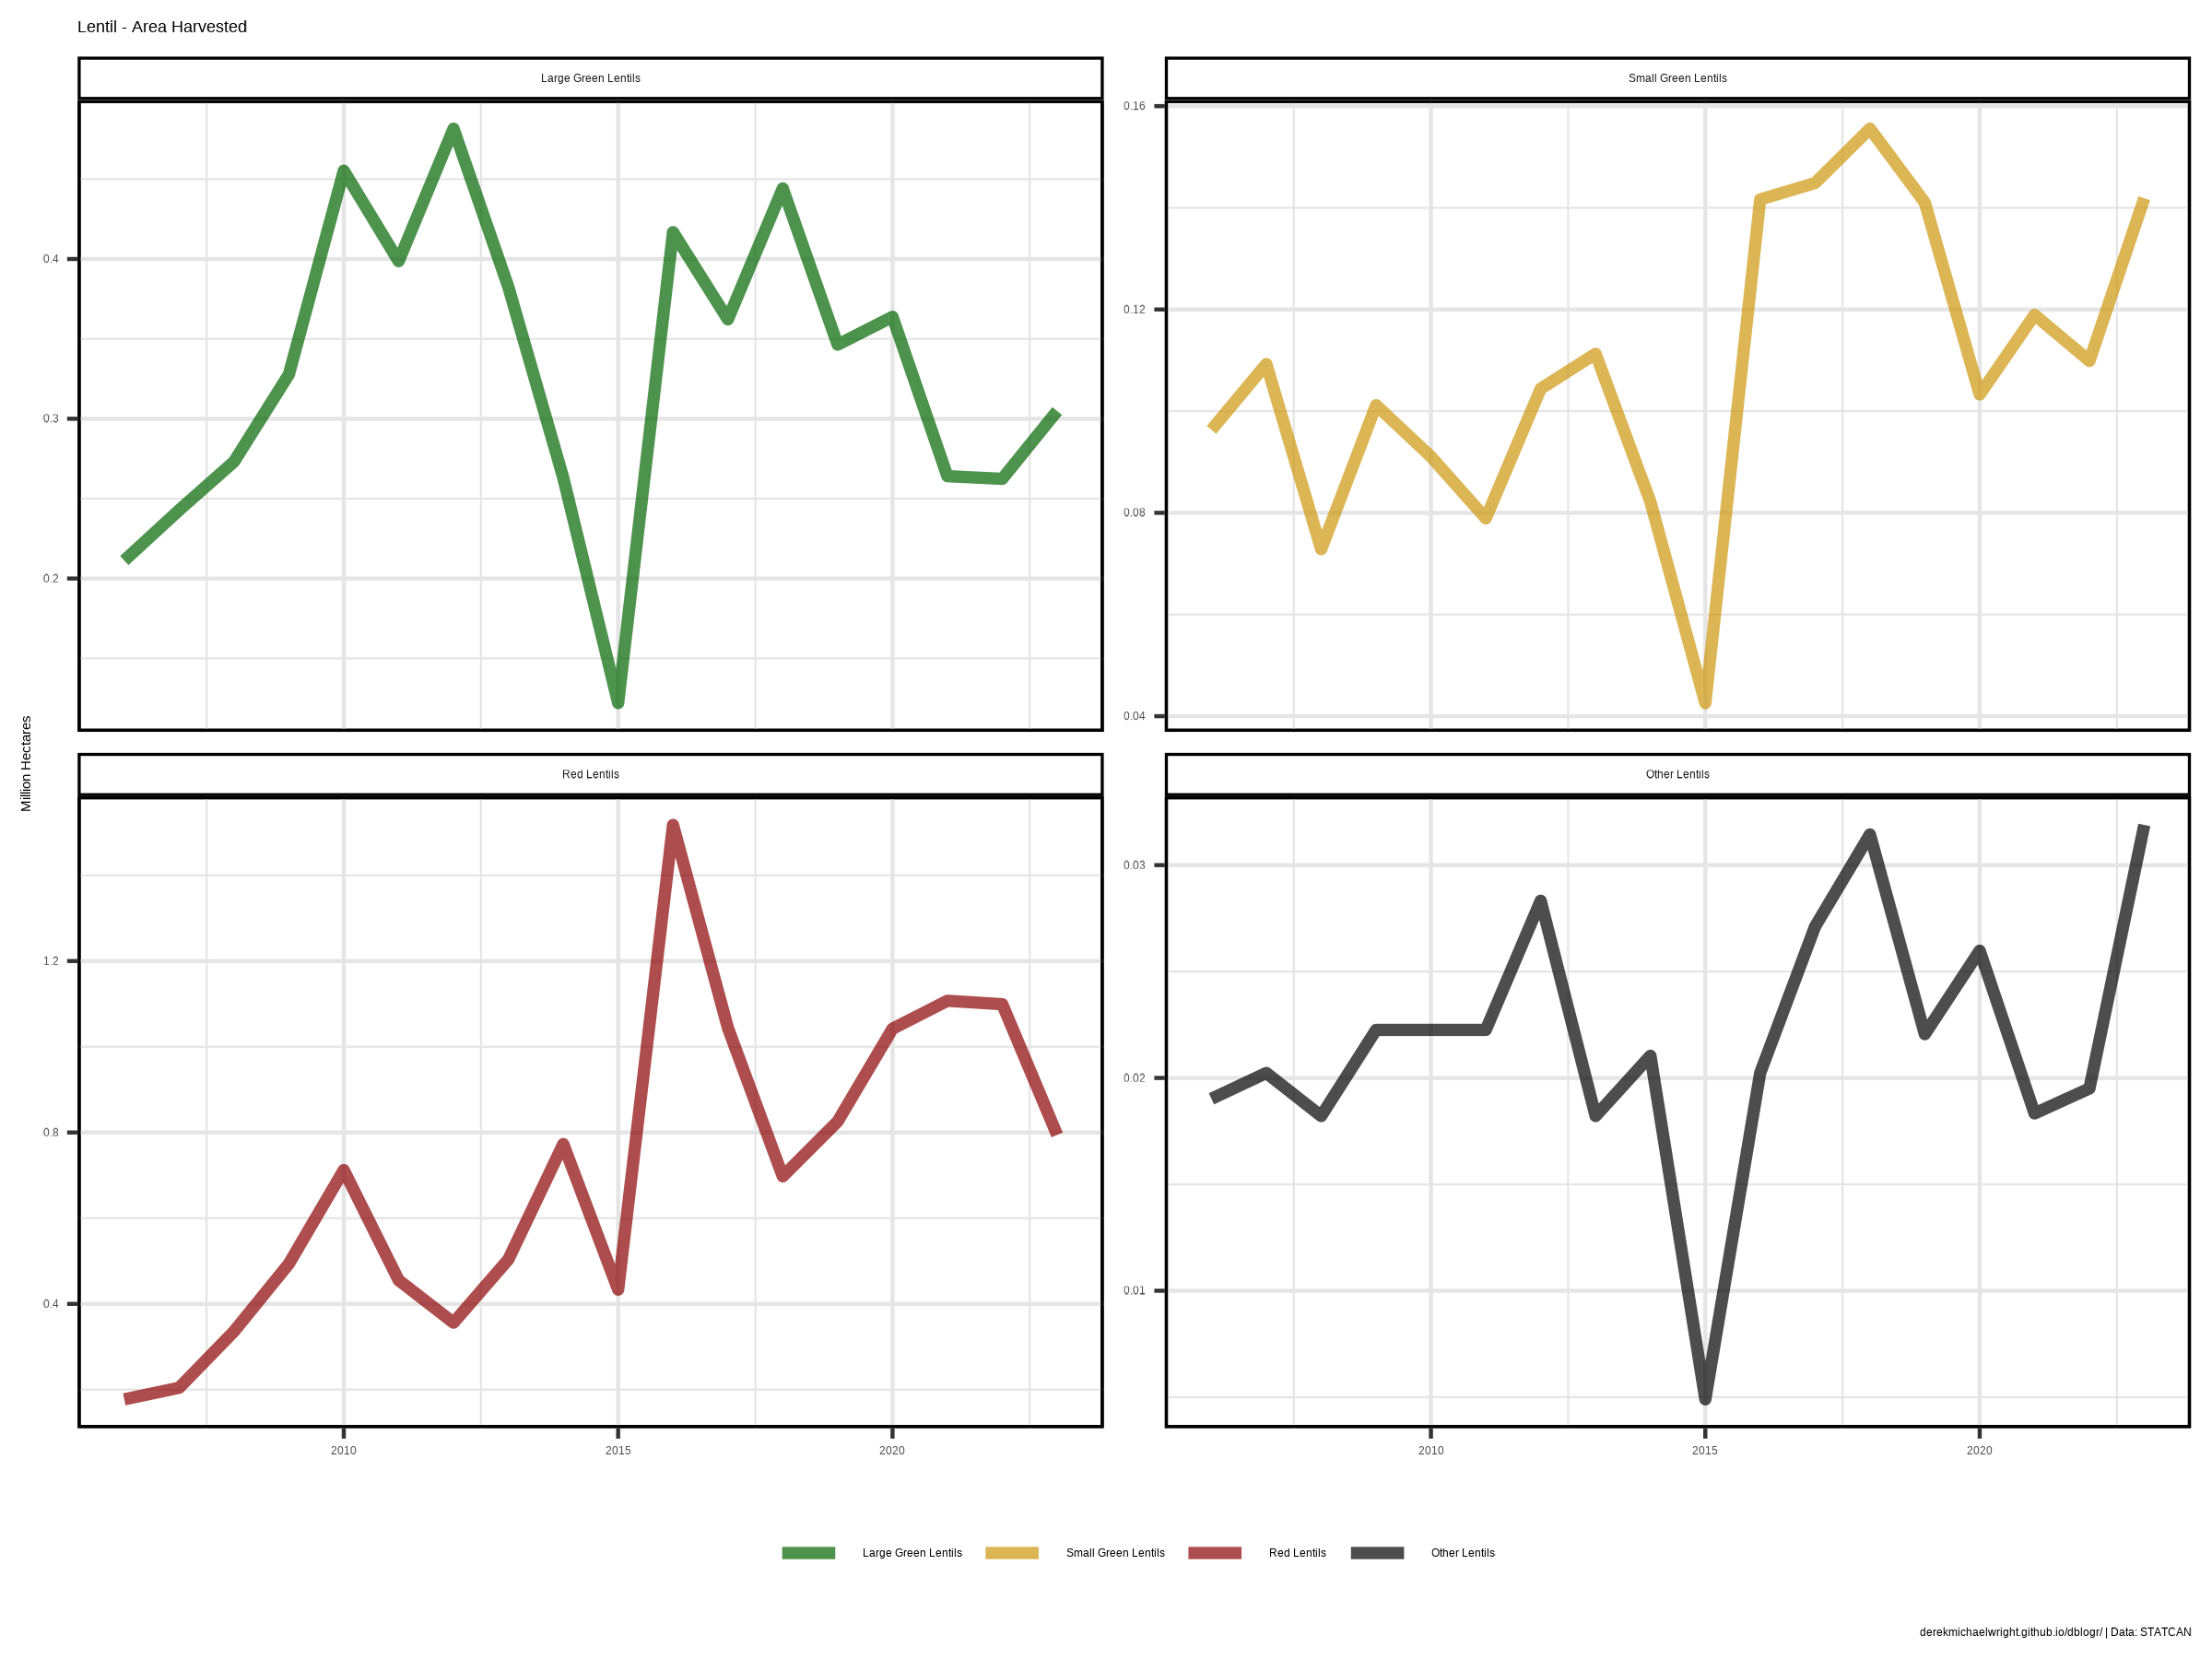 Lentil - Area Harvested
Large Green Lentils
Small Green Lentils
0.4
0.3
0.2
0.16
0.12
0.08
0.04
Million Hectares
Red Lentils
Other Lentils
1.2
0.8
0.4
0.03
0.02
0.01
2010 2015 2020
2010 2015 2020
Large Green Lentils Small Green Lentils Red Lentils Other Lentils
derekmichaelwright.github.io/dblogr/ | Data: STATCAN